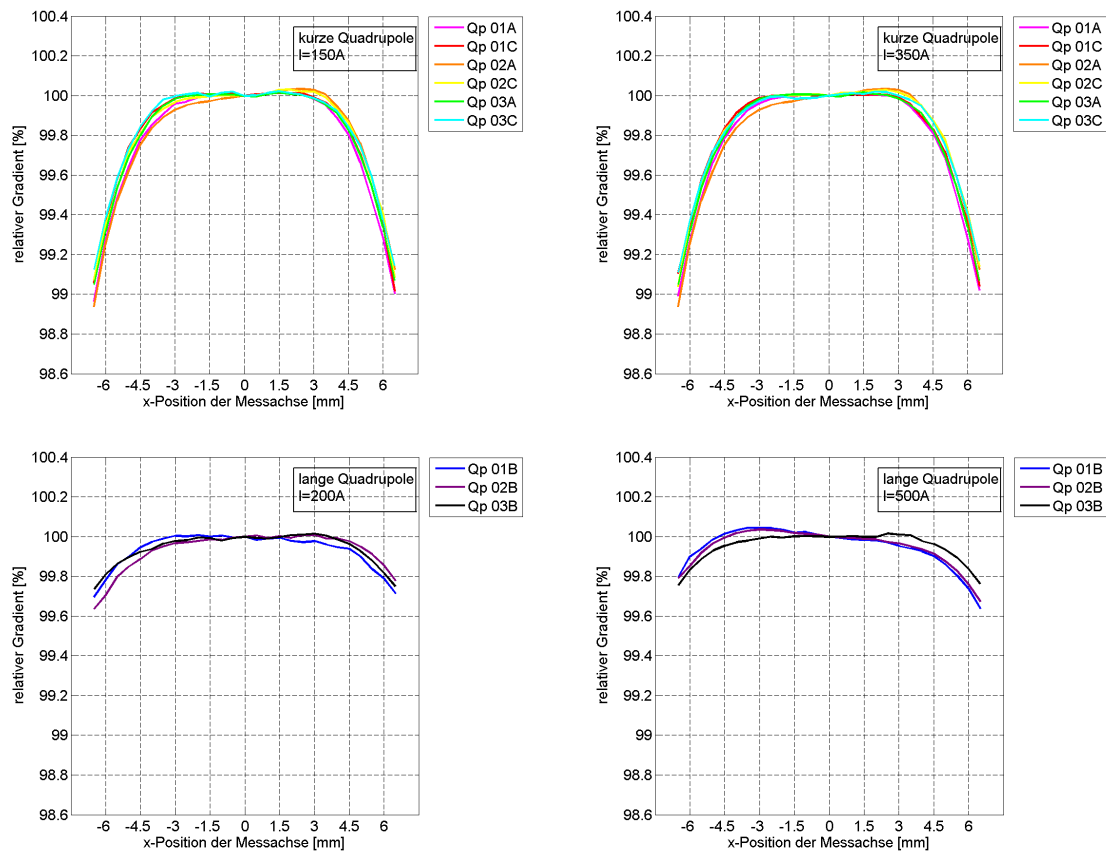 kurze Quadrupole
I=150A
Qp 01A
Qp 01C
Qp 02A
Qp 02C
Qp 03A
Qp 03C
relativer Gradient [%]
100.4
100.2
100
99.8
99.6
99.4
99.2
99
98.8
98.6
-6 -4.5 -3 -1.5 0 1.5 3 4.5 6
x-Position der Messachse [mm]
kurze Quadrupole
I=350A
Qp 01A
Qp 01C
Qp 02A
Qp 02C
Qp 03A
Qp 03C
relativer Gradient [%]
100.4
100.2
100
99.8
99.6
99.4
99.2
99
98.8
98.6
-6 -4.5 -3 -1.5 0 1.5 3 4.5 6
x-Position der Messachse [mm]
lange Quadrupole
I=200A
Qp 01B
Qp 02B
Qp 03B
relativer Gradient [%]
100.4
100.2
100
99.8
99.6
99.4
99.2
99
98.8
98.6
-6 -4.5 -3 -1.5 0 1.5 3 4.5 6
x-Position der Messachse [mm]
lange Quadrupole
I=500A
Qp 01B
Qp 02B
Qp 03B
relativer Gradient [%]
100.4
100.2
100
99.8
99.6
99.4
99.2
99
98.8
98.6
-6 -4.5 -3 -1.5 0 1.5 3 4.5 6
x-Position der Messachse [mm]